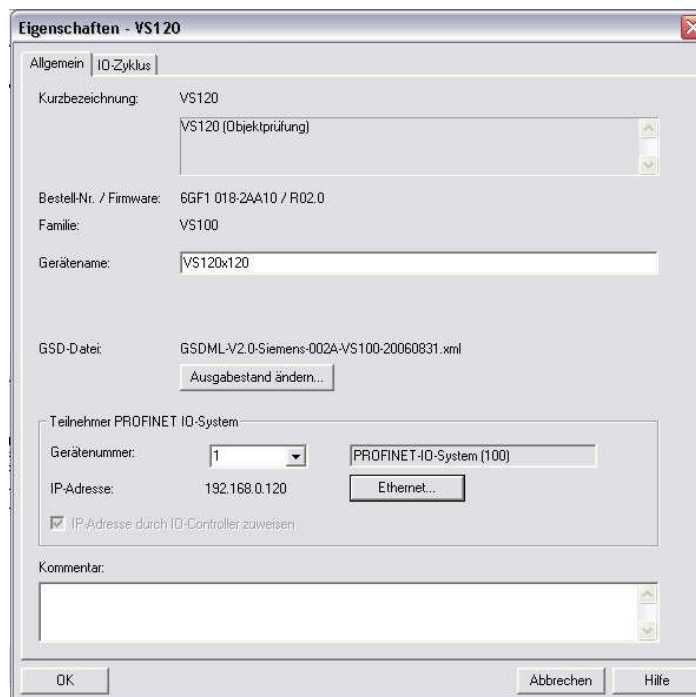 Eigenschaften - VS120
Allgemein IO-Zyklus
Kurzbezeichnung: VS120
VS120 (Objektprüfung)
Bestell-Nr. / Firmware: 6GF1 018-2AA10 / R02.0
Familie: VS100
Gerätename: VS120x120
GSD-Datei: GSDML-V2.0-Siemens-002A-VS100-20060831.xml
Ausgabestand ändern...
Teilnehmer PROFINET IO-System
Gerätenummer: 1 PROFINET-IO-System (100)
IP-Adresse: 192.168.0.120 Ethernet...
IP-Adresse durch IO-Controller zuweisen
Kommentar:
OK Abbrechen Hilfe